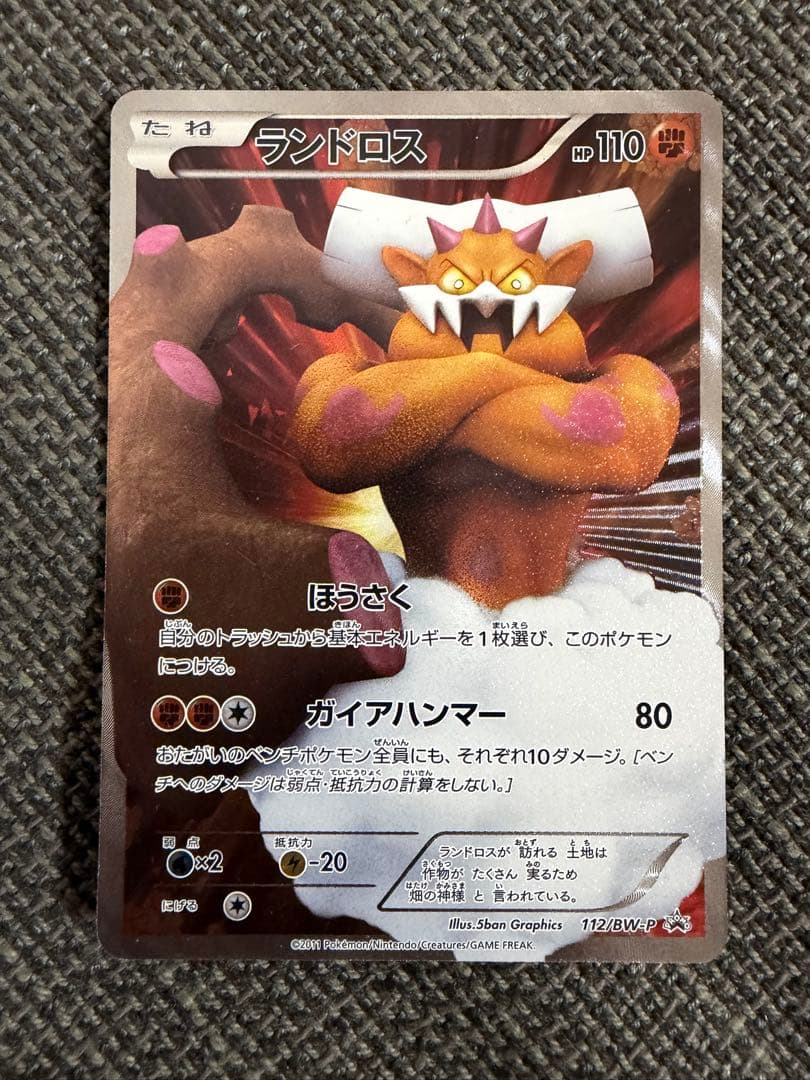 たね
ランドロス
HP110
ほうさく
自分のトラッシュから基本エネルギーを1枚選び、このポケモン
につける。
ガイアハンマー 80
おたがいのベンチポケモン全員にも、それぞれ10ダメージ。[ベン
チへのダメージは弱点・抵抗力の計算をしない。]
弱点 抵抗力
×2 -20
にげる
ランドロスが 訪れる 土地は
作物が たくさん 実るため
畑の神様 と 言われている。
Illus.5ban Graphics 112/BW-P
©2011 Pokémon/Nintendo/Creatures/GAME FREAK.